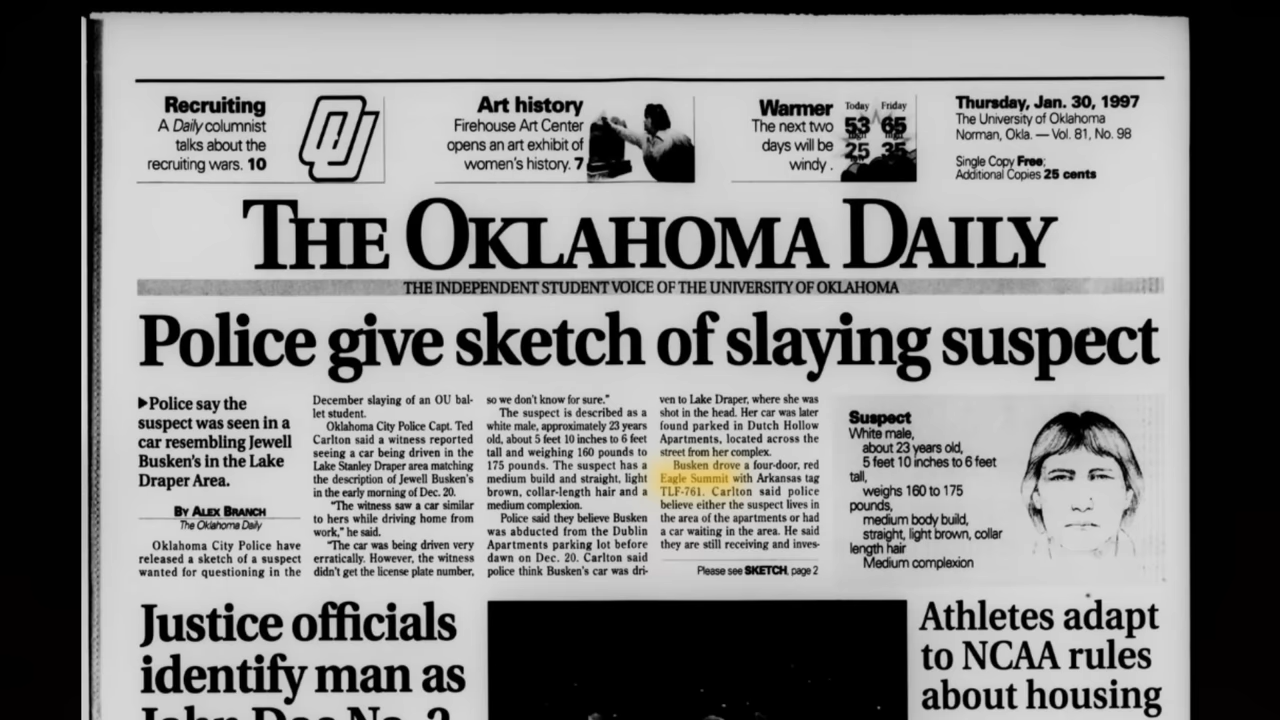 Recruiting
A Daily columnist
talks about the
recruiting wars. 10
OU
Art history
Firehouse Art Center
opens an art exhibit of
women's history. 7
Warmer
The next two
days will be
windy .
Today Friday
53 65
high high
25 35
Thursday, Jan. 30, 1997
The University of Oklahoma
Norman, Okla. — Vol. 81, No. 98
Single Copy Free;
Additional Copies 25 cents
THE OKLAHOMA DAILY
THE INDEPENDENT STUDENT VOICE OF THE UNIVERSITY OF OKLAHOMA
Police give sketch of slaying suspect
▶Police say the
suspect was seen in a
car resembling Jewell
Busken's in the Lake
Draper Area.
BY ALEX BRANCH
The Oklahoma Daily
Oklahoma City Police have
released a sketch of a suspect
wanted for questioning in the
December slaying of an OU bal-
let student.
Oklahoma City Police Capt. Ted
Carlton said a witness reported
seeing a car being driven in the
Lake Stanley Draper area matching
the description of Jewell Busken's
in the early morning of Dec. 20.
"The witness saw a car similar
to hers while driving home from
work," he said.
"The car was being driven very
erratically. However, the witness
didn't get the license plate number,
so we don't know for sure."
The suspect is described as a
white male, approximately 23 years
old, about 5 feet 10 inches to 6 feet
tall and weighing 160 pounds to
175 pounds. The suspect has a
medium build and straight, light
brown, collar-length hair and a
medium complexion.
Police said they believe Busken
was abducted from the Dublin
Apartments parking lot before
dawn on Dec. 20. Carlton said
police think Busken's car was dri-
ven to Lake Draper, where she was
shot in the head. Her car was later
found parked in Dutch Hollow
Apartments, located across the
street from her complex.
Busken drove a four-door, red
Eagle Summit with Arkansas tag
TLF-761. Carlton said police
believe either the suspect lives in
the area of the apartments or had
a car waiting in the area. He said
they are still receiving and inves-
Please see SKETCH, page 2
Suspect
White male,
about 23 years old,
5 feet 10 inches to 6 feet
tall,
weighs 160 to 175
pounds,
medium body build,
straight, light brown, collar
length hair
Medium complexion
Justice officials
identify man as
John Doe No. 2
Athletes adapt
to NCAA rules
about housing